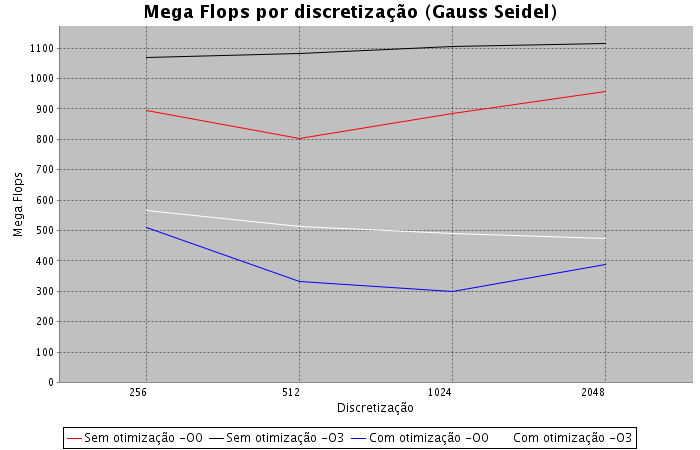 Mega Flops por discretização (Gauss Seidel)
Mega Flops
1100
1000
900
800
700
600
500
400
300
200
100
0
256 512 1024 2048
Discretização
Sem otimização -O0 Sem otimização -O3 Com otimização -O0 Com otimização -O3